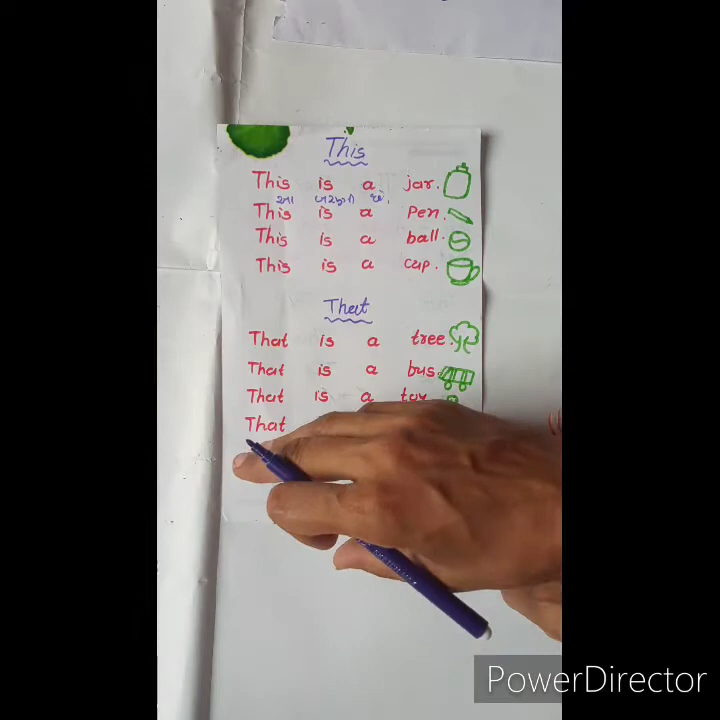 This
This is a jar.
આ બરણી છે.
This is a pen.
This is a ball.
This is a cup.
That
That is a tree.
That is a bus.
That is a toy
That
PowerDirector